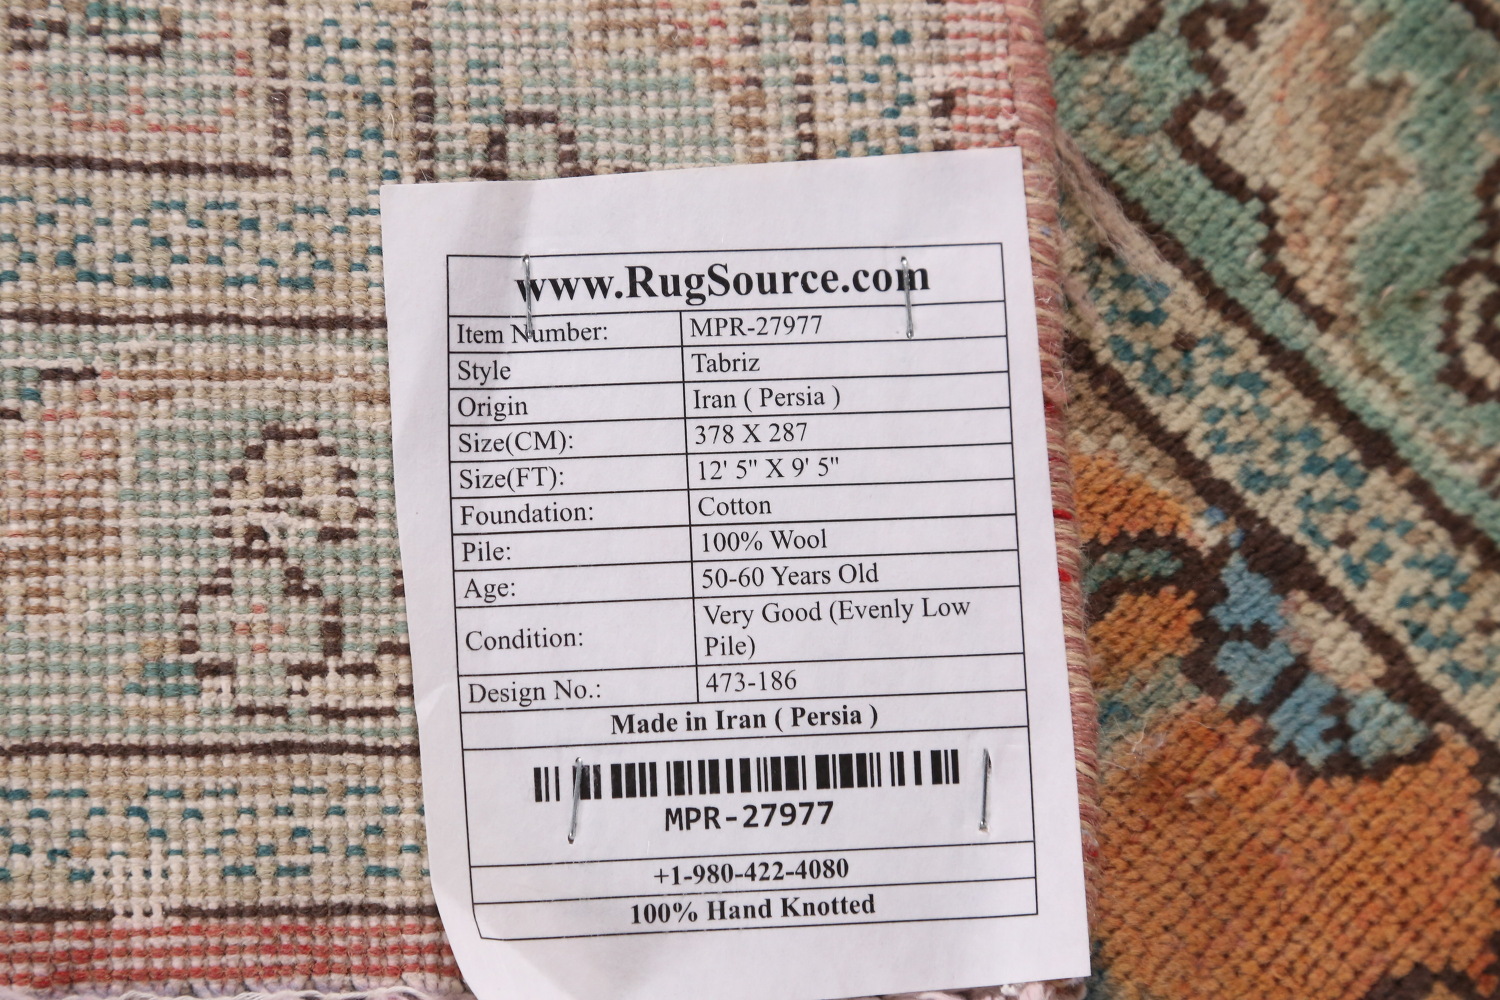 www.RugSource.com
Item Number: MPR-27977
Style Tabriz
Origin Iran ( Persia )
Size(CM): 378 X 287
Size(FT): 12' 5" X 9' 5"
Foundation: Cotton
Pile: 100% Wool
Age: 50-60 Years Old
Condition: Very Good (Evenly Low
Pile)
Design No.: 473-186
Made in Iran ( Persia )
MPR-27977
+1-980-422-4080
100% Hand Knotted